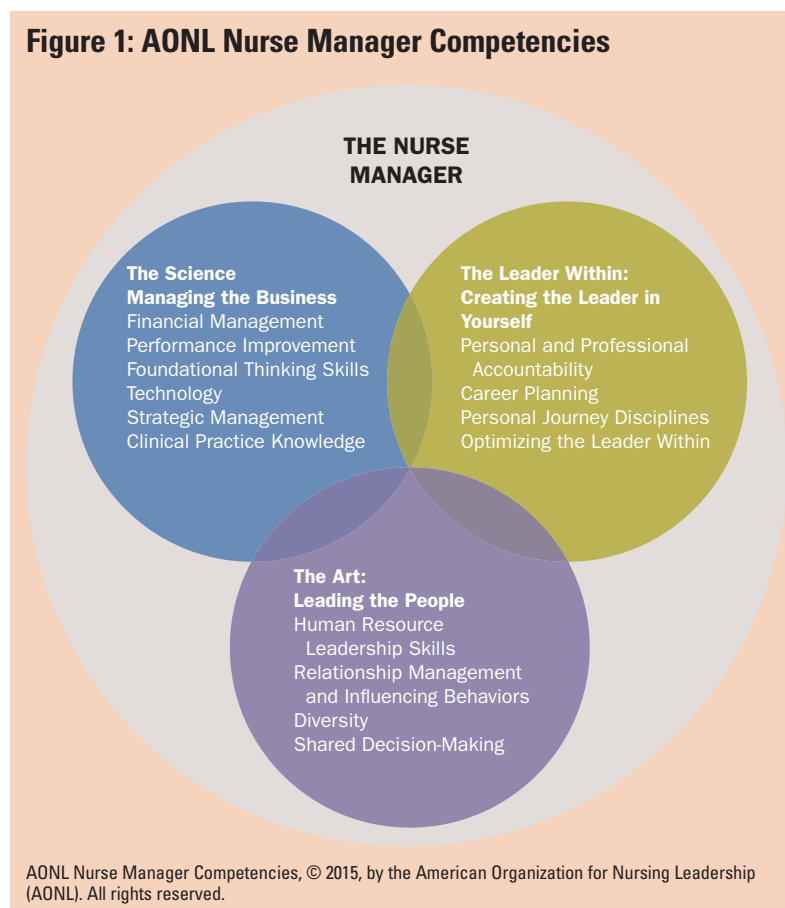 Figure 1: AONL Nurse Manager Competencies
THE NURSE
MANAGER
The Science
Managing the Business
Financial Management
Performance Improvement
Foundational Thinking Skills
Technology
Strategic Management
Clinical Practice Knowledge
The Leader Within:
Creating the Leader in
Yourself
Personal and Professional
Accountability
Career Planning
Personal Journey Disciplines
Optimizing the Leader Within
The Art:
Leading the People
Human Resource
Leadership Skills
Relationship Management
and Influencing Behaviors
Diversity
Shared Decision-Making
AONL Nurse Manager Competencies, © 2015, by the American Organization for Nursing Leadership
(AONL). All rights reserved.